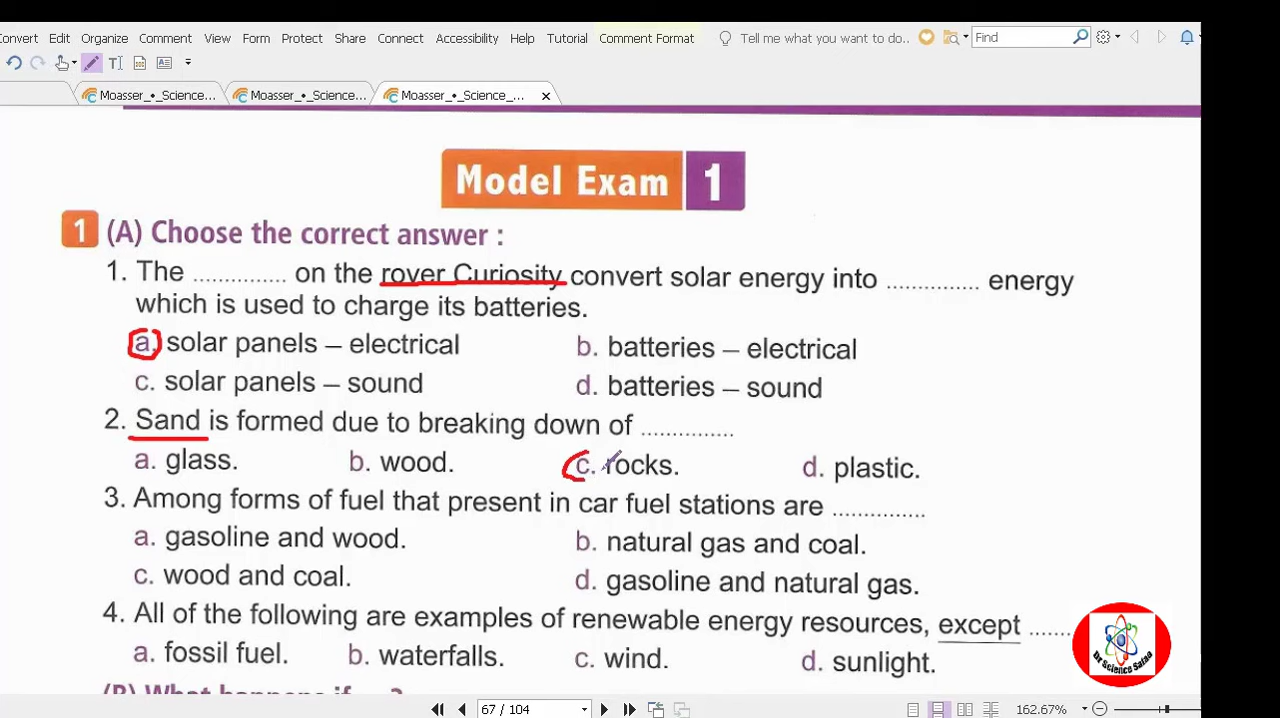 Convert Edit Organize Comment View Form Protect Share Connect Accessibility Help Tutorial Comment Format Tell me what you want to do.. Find
Moasser_•_Science... Moasser_•_Science... Moasser_•_Science_...
Model Exam 1
1 (A) Choose the correct answer :
1. The .............. on the rover Curiosity convert solar energy into .............. energy
which is used to charge its batteries.
a. solar panels – electrical b. batteries – electrical
c. solar panels – sound d. batteries – sound
2. Sand is formed due to breaking down of ..............
a. glass. b. wood. c. rocks. d. plastic.
3. Among forms of fuel that present in car fuel stations are ..............
a. gasoline and wood. b. natural gas and coal.
c. wood and coal. d. gasoline and natural gas.
4. All of the following are examples of renewable energy resources, except ......
a. fossil fuel. b. waterfalls. c. wind. d. sunlight.
(B) What happens if ...?
Dr Science Safaa
67 / 104 162.67%